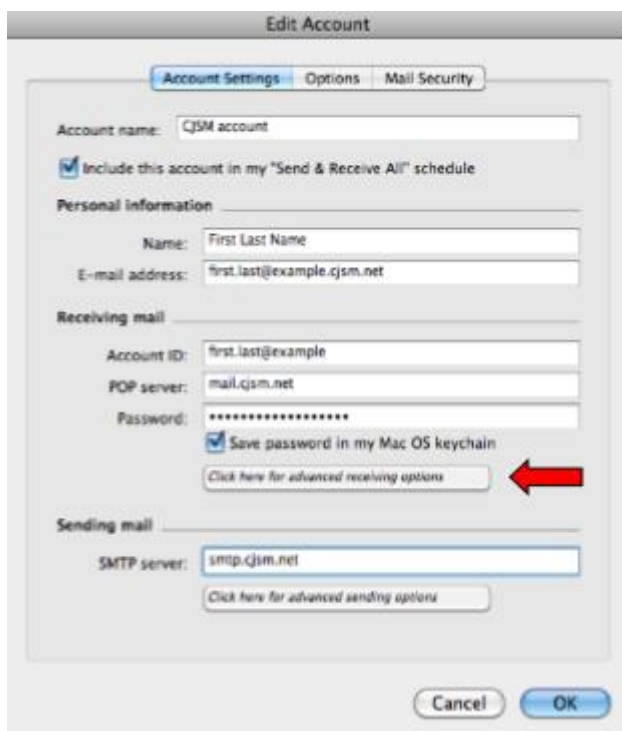 Edit Account
Account Settings Options Mail Security
Account name: CJSM account
Include this account in my "Send & Receive All" schedule
Personal information
Name: First Last Name
E-mail address: first.last@example.cjsm.net
Receiving mail
Account ID: first.last@example
POP server: mail.cjsm.net
Password: ••••••••••••••••••
Save password in my Mac OS keychain
Click here for advanced receiving options
Sending mail
SMTP server: smtp.cjsm.net
Click here for advanced sending options
Cancel OK